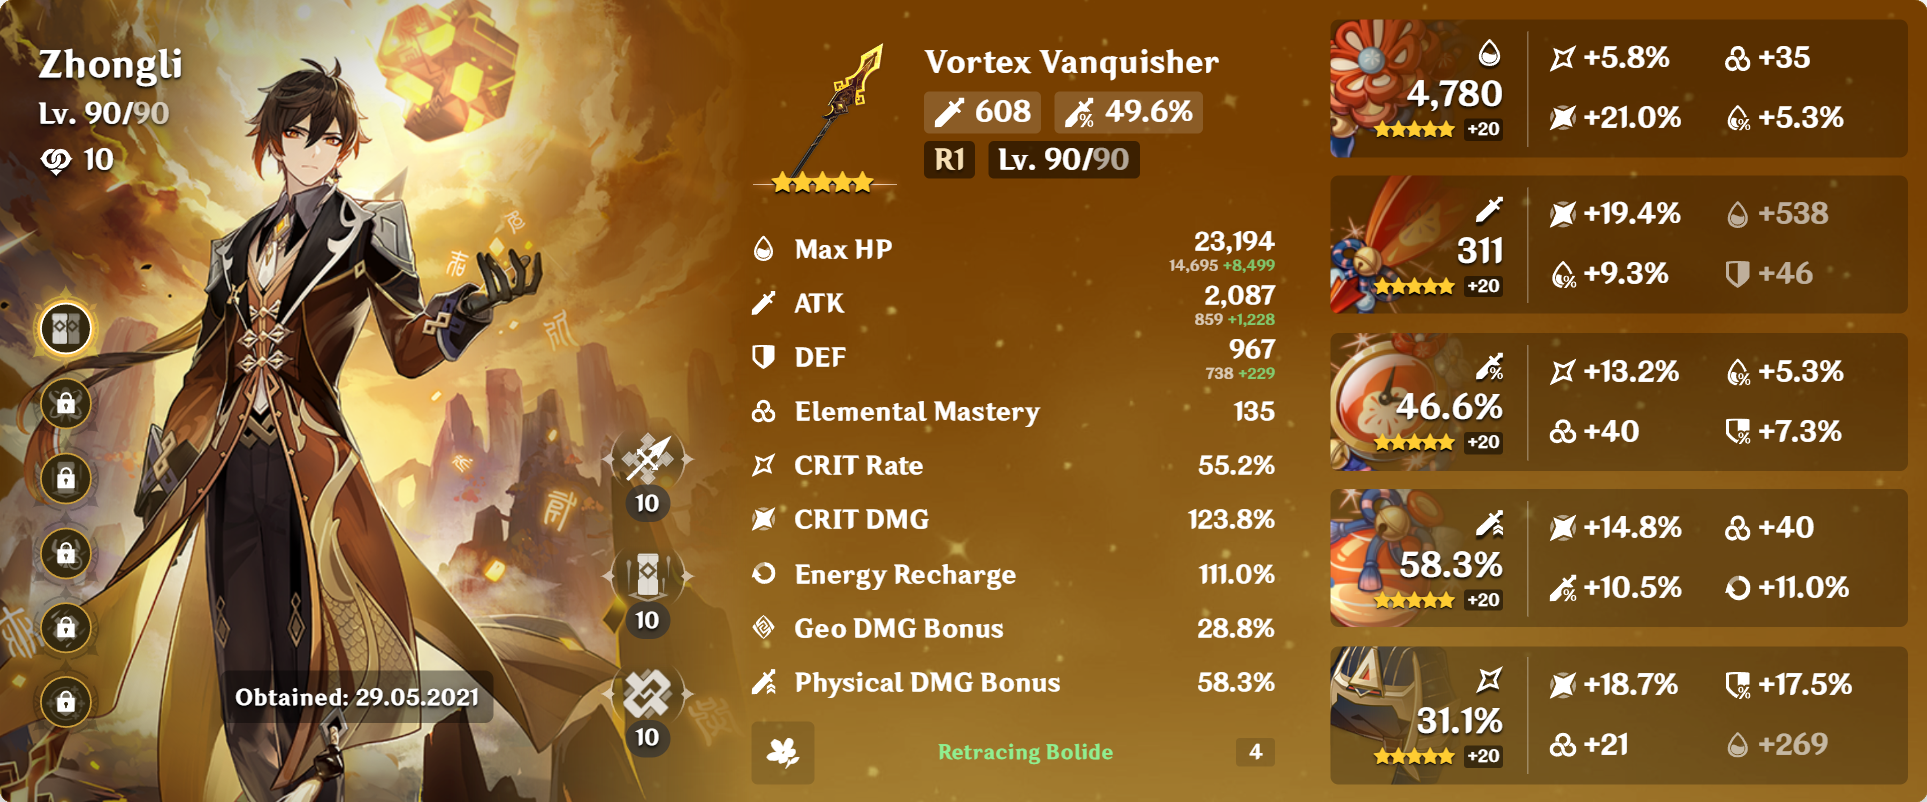 Zhongli
Lv. 90/90
10
Obtained: 29.05.2021
10
10
10
Vortex Vanquisher
608 49.6%
R1 Lv. 90/90
Max HP 23,194
14,695 +8,499
ATK 2,087
859 +1,228
DEF 967
738 +229
Elemental Mastery 135
CRIT Rate 55.2%
CRIT DMG 123.8%
Energy Recharge 111.0%
Geo DMG Bonus 28.8%
Physical DMG Bonus 58.3%
Retracing Bolide 4
4,780
+20
+5.8% +35
+21.0% +5.3%
311
+20
+19.4% +538
+9.3% +46
46.6%
+20
+13.2% +5.3%
+40 +7.3%
58.3%
+20
+14.8% +40
+10.5% +11.0%
31.1%
+20
+18.7% +17.5%
+21 +269